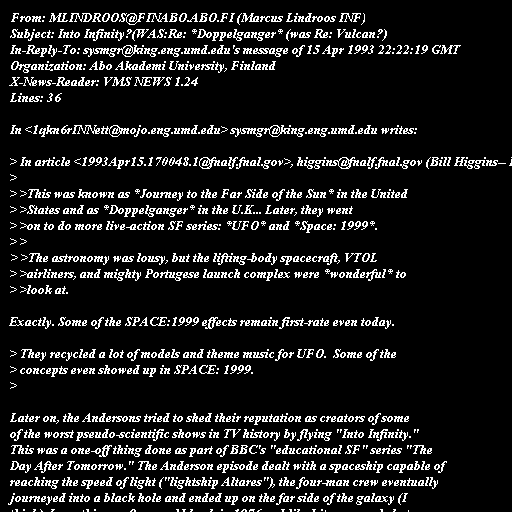 From: MLINDROOS@FINABO.ABO.FI (Marcus Lindroos INF)
Subject: Into Infinity?(WAS:Re: *Doppelganger* (was Re: Vulcan?)
In-Reply-To: sysmgr@king.eng.umd.edu's message of 15 Apr 1993 22:22:19 GMT
Organization: Abo Akademi University, Finland
X-News-Reader: VMS NEWS 1.24
Lines: 36

In <1qkn6rINNett@mojo.eng.umd.edu> sysmgr@king.eng.umd.edu writes:

> In article <1993Apr15.170048.1@fnalf.fnal.gov>, higgins@fnalf.fnal.gov (Bill Higgins--
>
>>This was known as *Journey to the Far Side of the Sun* in the United
>>States and as *Doppelganger* in the U.K... Later, they went
>>on to do more live-action SF series: *UFO* and *Space: 1999*.
>>
>>The astronomy was lousy, but the lifting-body spacecraft, VTOL
>>airliners, and mighty Portugese launch complex were *wonderful* to
>>look at.

Exactly. Some of the SPACE:1999 effects remain first-rate even today.

> They recycled a lot of models and theme music for UFO.  Some of the
> concepts even showed up in SPACE: 1999.
>

Later on, the Andersons tried to shed their reputation as creators of some
of the worst pseudo-scientific shows in TV history by flying "Into Infinity."
This was a one-off thing done as part of BBC's "educational SF" series "The
Day After Tomorrow." The Anderson episode dealt with a spaceship capable of
reaching the speed of light ("lightship Altares"), the four-man crew eventually
journeyed into a black hole and ended up on the far side of the galaxy (I